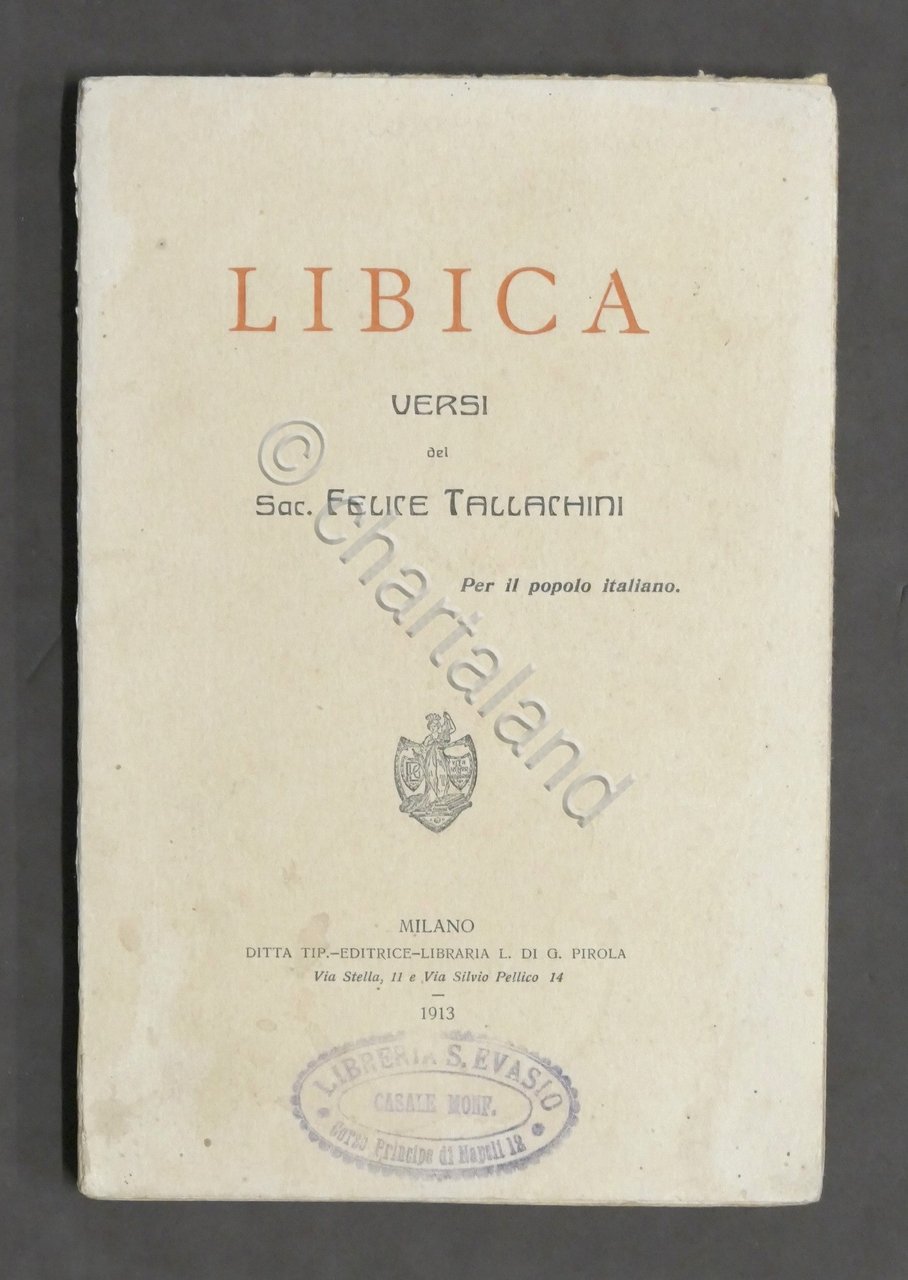 LIBICA
VERSI
del
Sac. FELICE TALLACHINI
Per il popolo italiano.
© chartaland
MILANO
DITTA TIP.-EDITRICE-LIBRARIA L. DI G. PIROLA
Via Stella, 11 e Via Silvio Pellico 14
1913
LIBRERIA S. EVASIO
CASALE MONF.
Corso Principe di Napoli 12